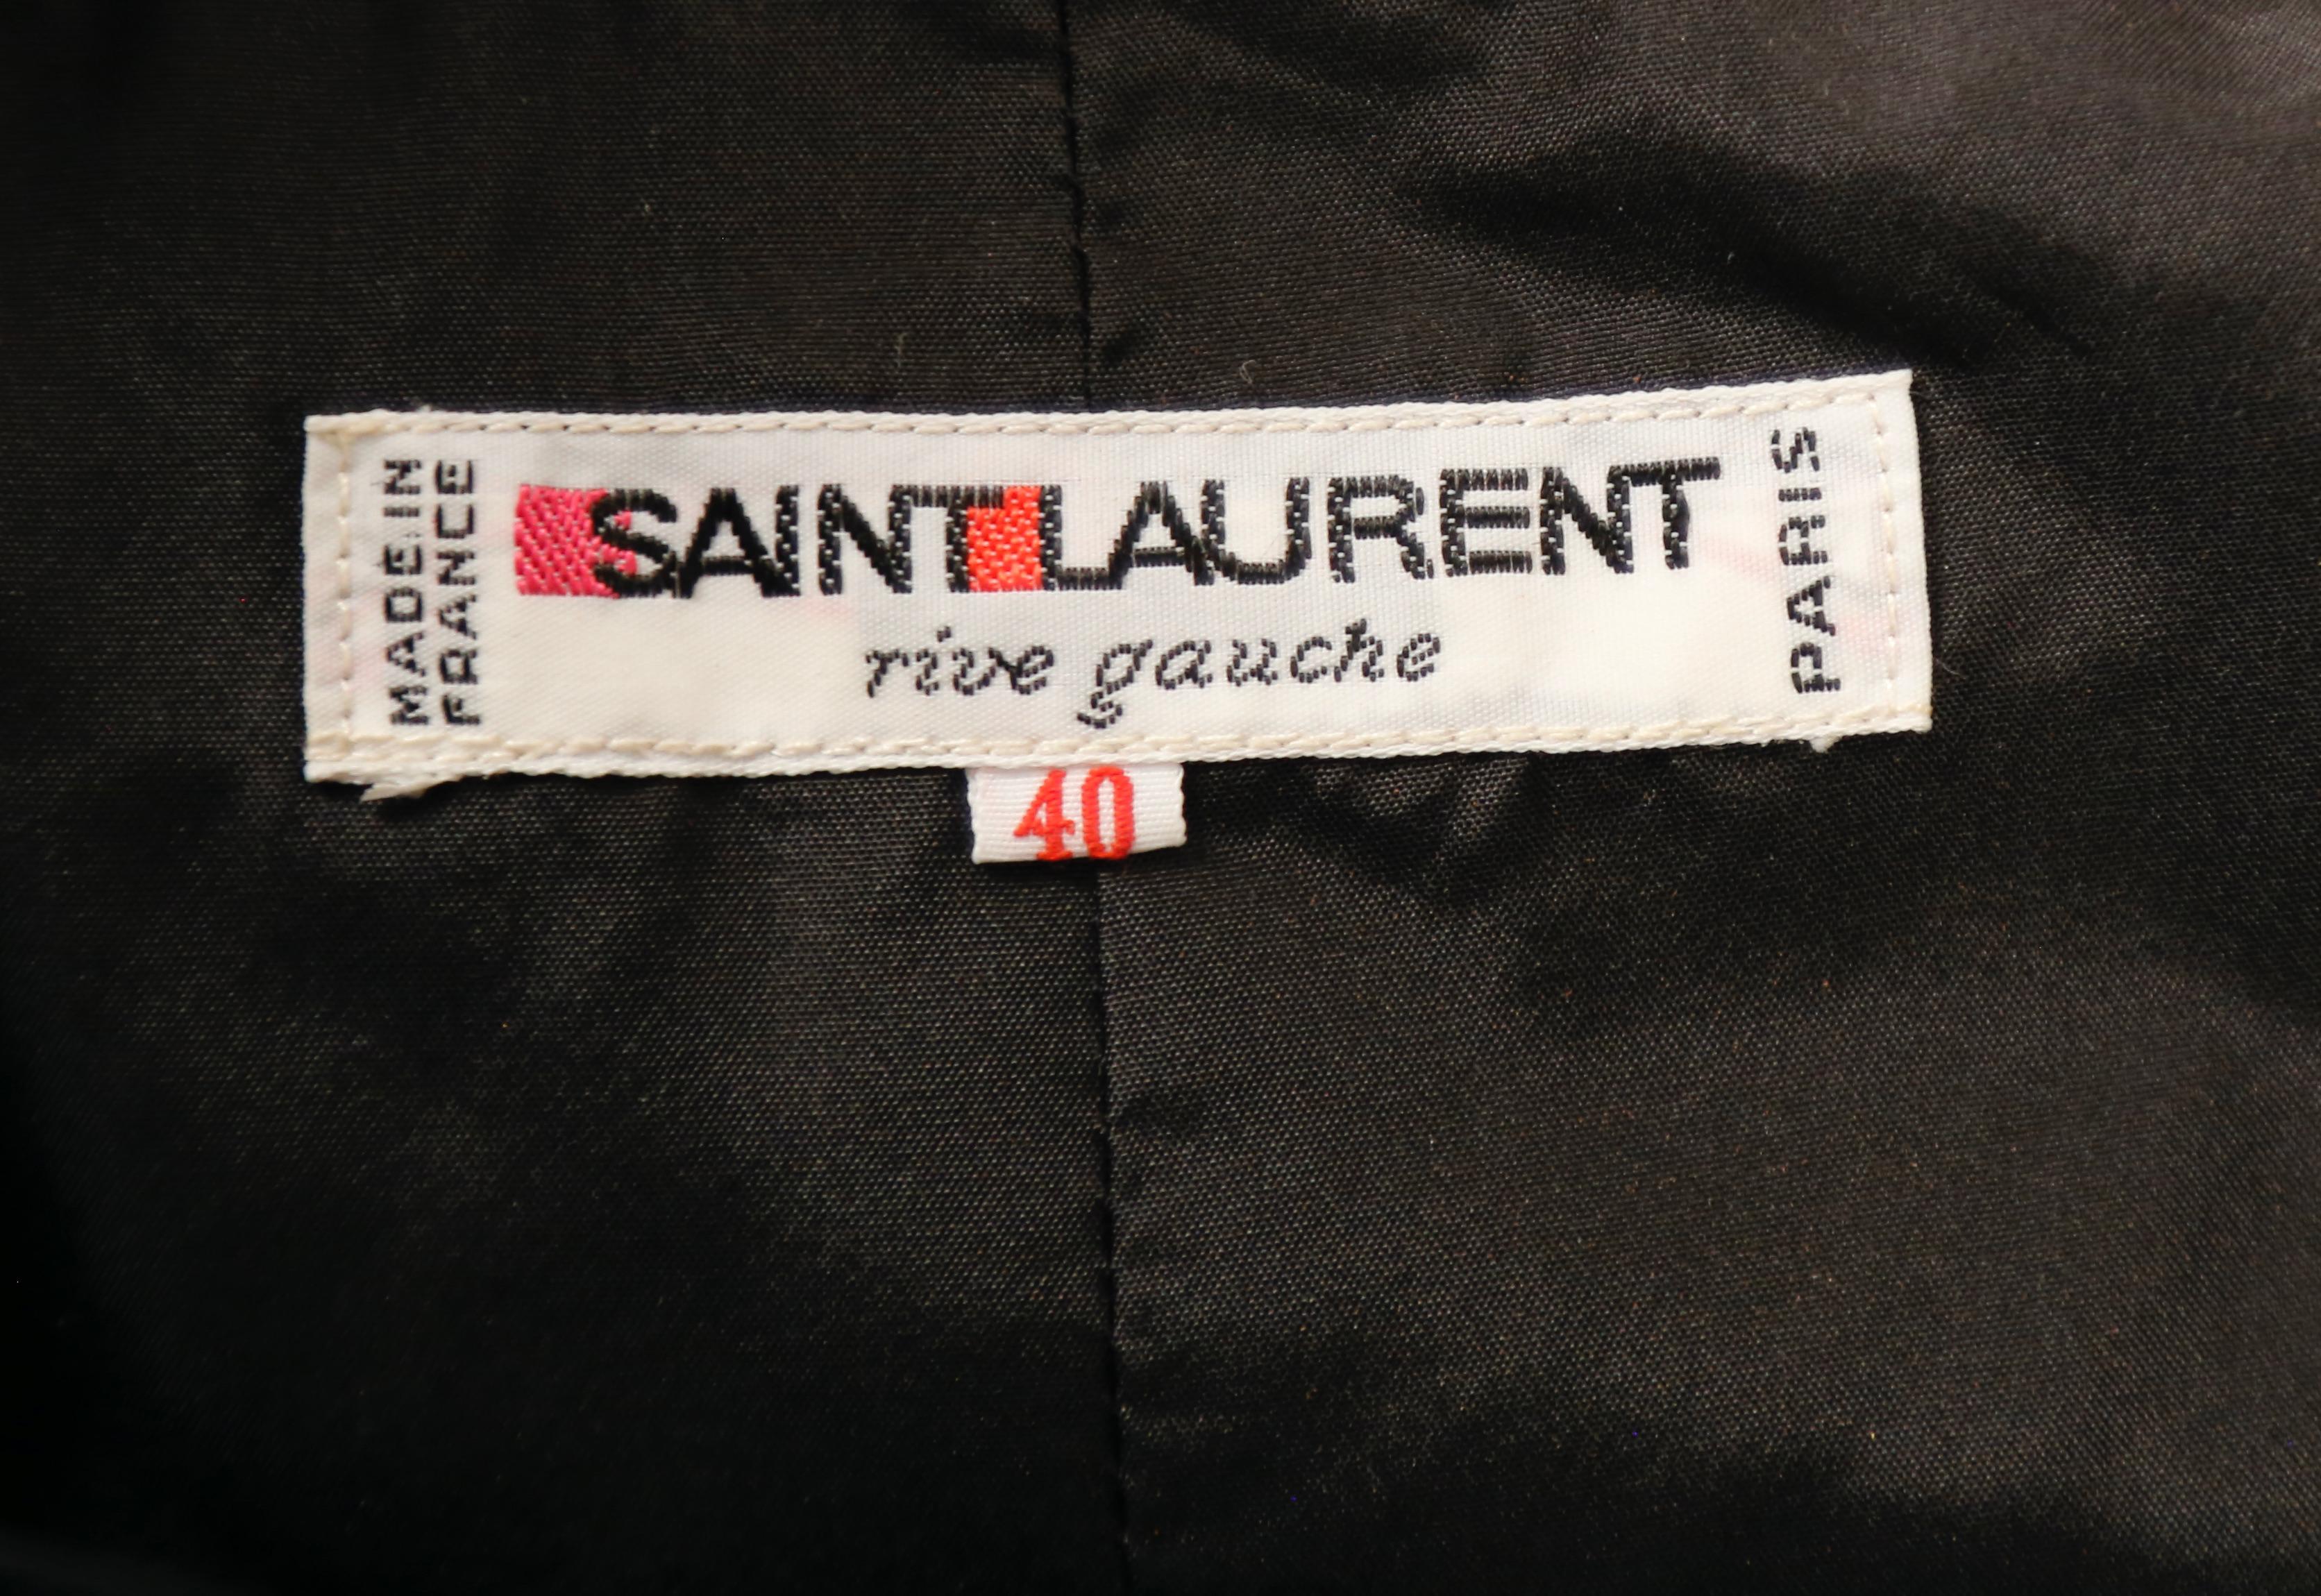 MADE IN
FRANCE
SAINT LAURENT
rive gauche
PARIS
40